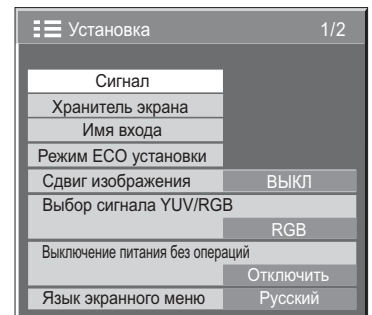 Установка 1/2
Сигнал
Хранитель экрана
Имя входа
Режим ECO установки
Сдвиг изображения ВЫКЛ
Выбор сигнала YUV/RGB
RGB
Выключение питания без операций
Отключить
Язык экранного меню Русский